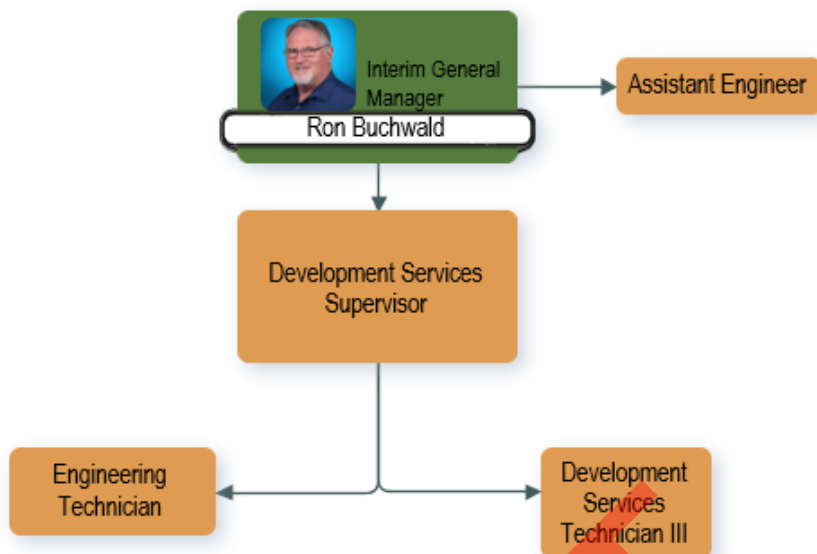 Interim General
Manager
Ron Buchwald
Assistant Engineer
Development Services
Supervisor
Engineering
Technician
Development
Services
Technician III